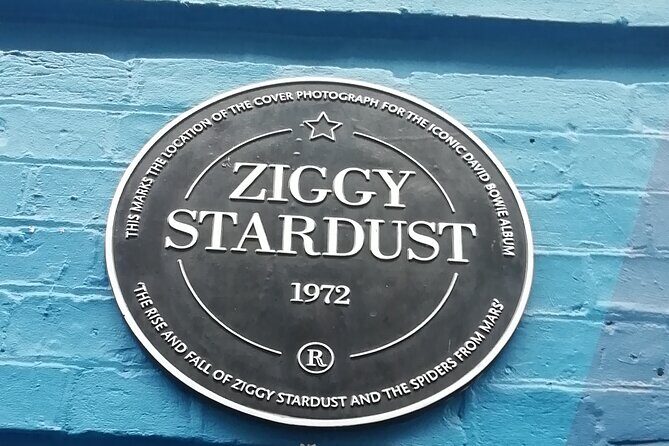 THIS MARKS THE LOCATION OF THE COVER PHOTOGRAPH FOR THE ICONIC DAVID BOWIE ALBUM
ZIGGY
STARDUST
1972
R
'THE RISE AND FALL OF ZIGGY STARDUST AND THE SPIDERS FROM MARS'